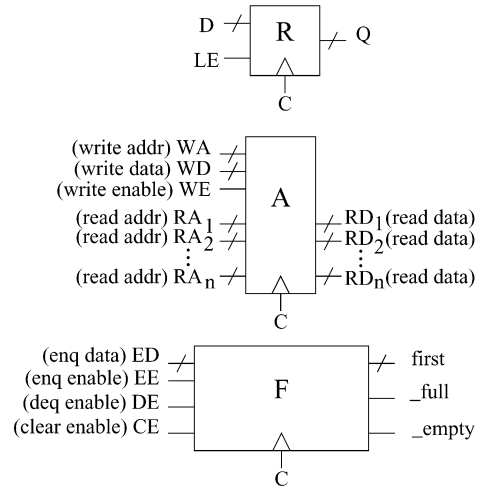 D R Q
LE
C
(write addr) WA
(write data) WD
(write enable) WE
A
(read addr) RA1 RD1(read data)
(read addr) RA2 RD2(read data)
(read addr) RAn RDn(read data)
C
(enq data) ED first
(enq enable) EE
F
_full
(deq enable) DE
(clear enable) CE _empty
C